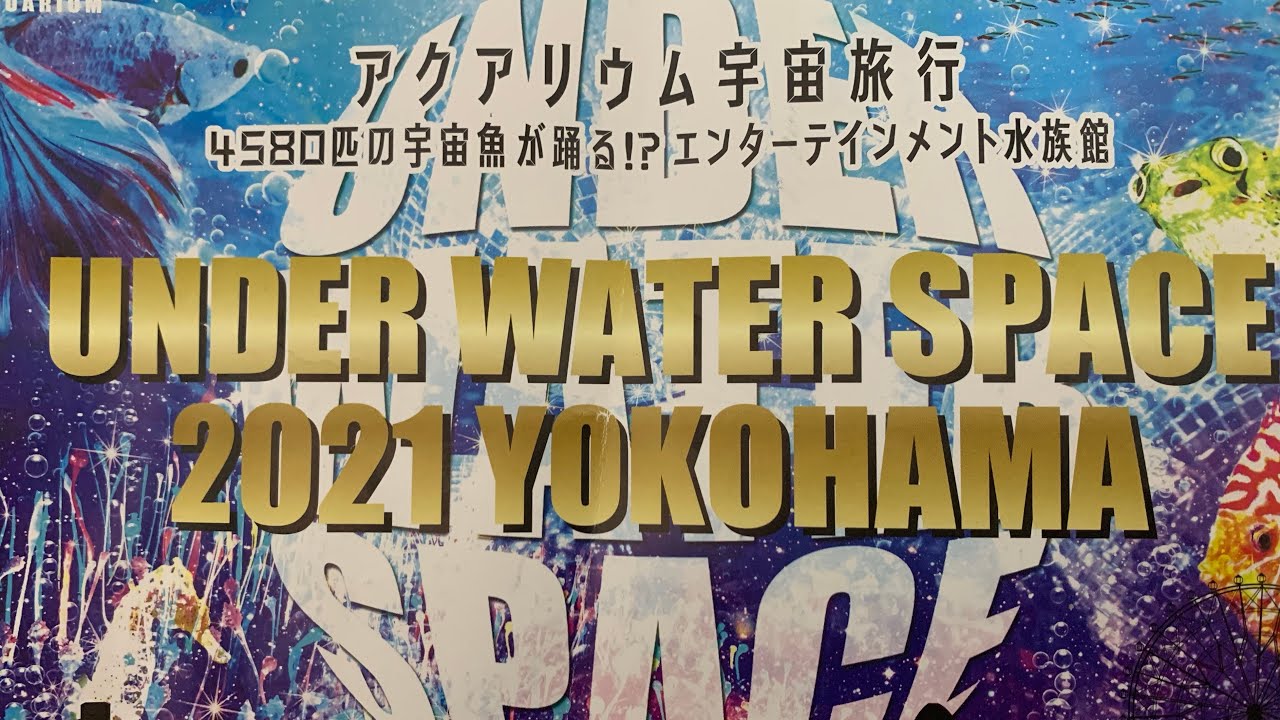 アクアリウム宇宙旅行
4580匹の宇宙魚が踊る!? エンターテインメント水族館
UNDER
UNDER WATER SPACE
2021 YOKOHAMA
SPACE